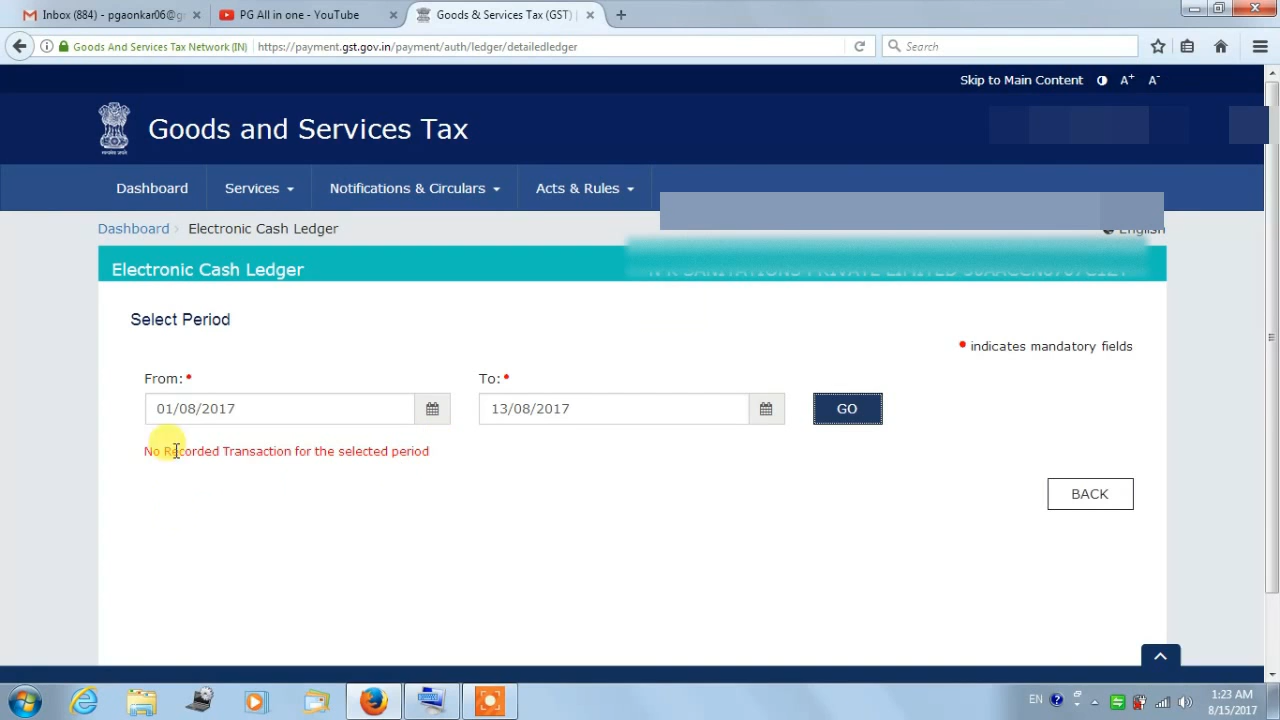 Inbox (884) - pgaonkar06@g
PG All in one - YouTube
Goods & Services Tax (GST) |
Goods And Services Tax Network (IN)
https://payment.gst.gov.in/payment/auth/ledger/detailedledger
Search
Skip to Main Content A+ A-
Goods and Services Tax
Dashboard
Services
Notifications & Circulars
Acts & Rules
Dashboard
Electronic Cash Ledger
English
Electronic Cash Ledger
SANITATIONS PRIVATE LIMITED
Select Period
• indicates mandatory fields
From: •
To: •
01/08/2017
13/08/2017
GO
No Recorded Transaction for the selected period
BACK
EN
1:23 AM
8/15/2017